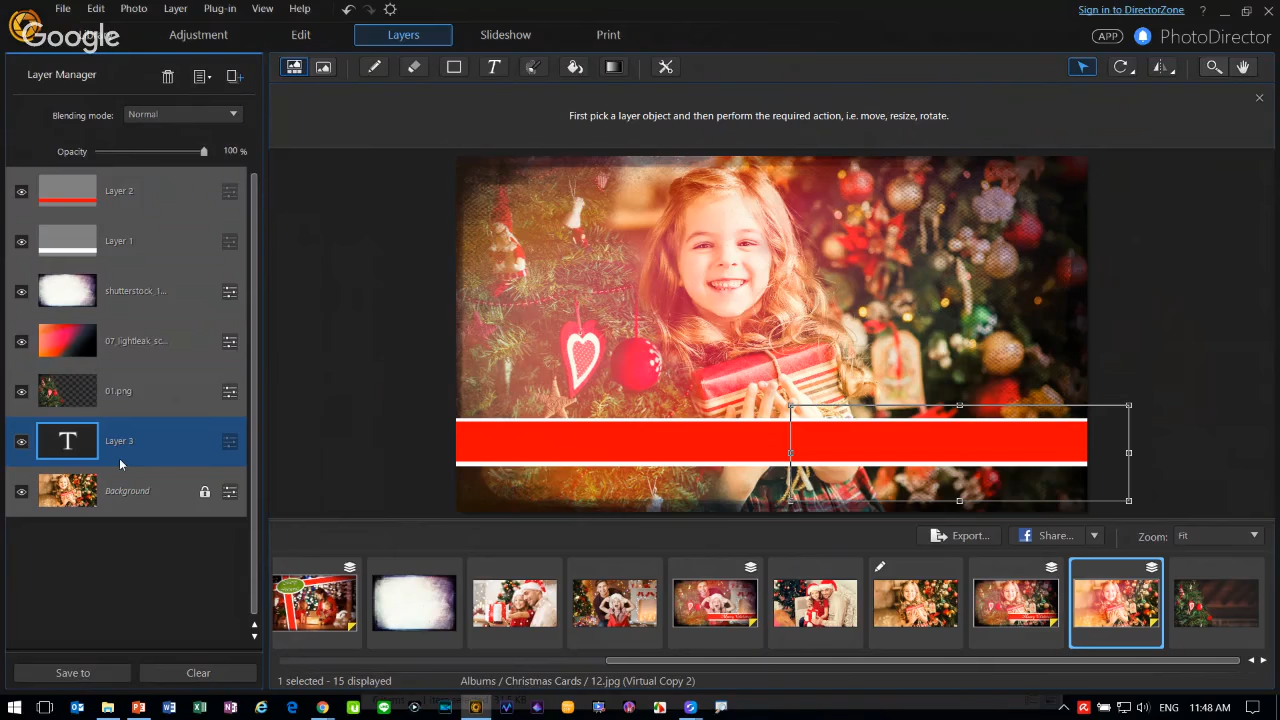 File Edit Photo Layer Plug-in View Help
Sign in to DirectorZone ?
Google
Adjustment Edit Layers Slideshow Print
APP PhotoDirector
Layer Manager
T
Blending mode: Normal
First pick a layer object and then perform the required action, i.e. move, resize, rotate.
Opacity 100 %
Layer 2
Layer 1
shutterstock_1...
07_lightleak_sc...
01.png
T Layer 3
Background
Export... f Share... Zoom: Fit
Save to Clear
1 selected - 15 displayed Albums / Christmas Cards / 12.jpg (Virtual Copy 2)
ENG 11:48 AM